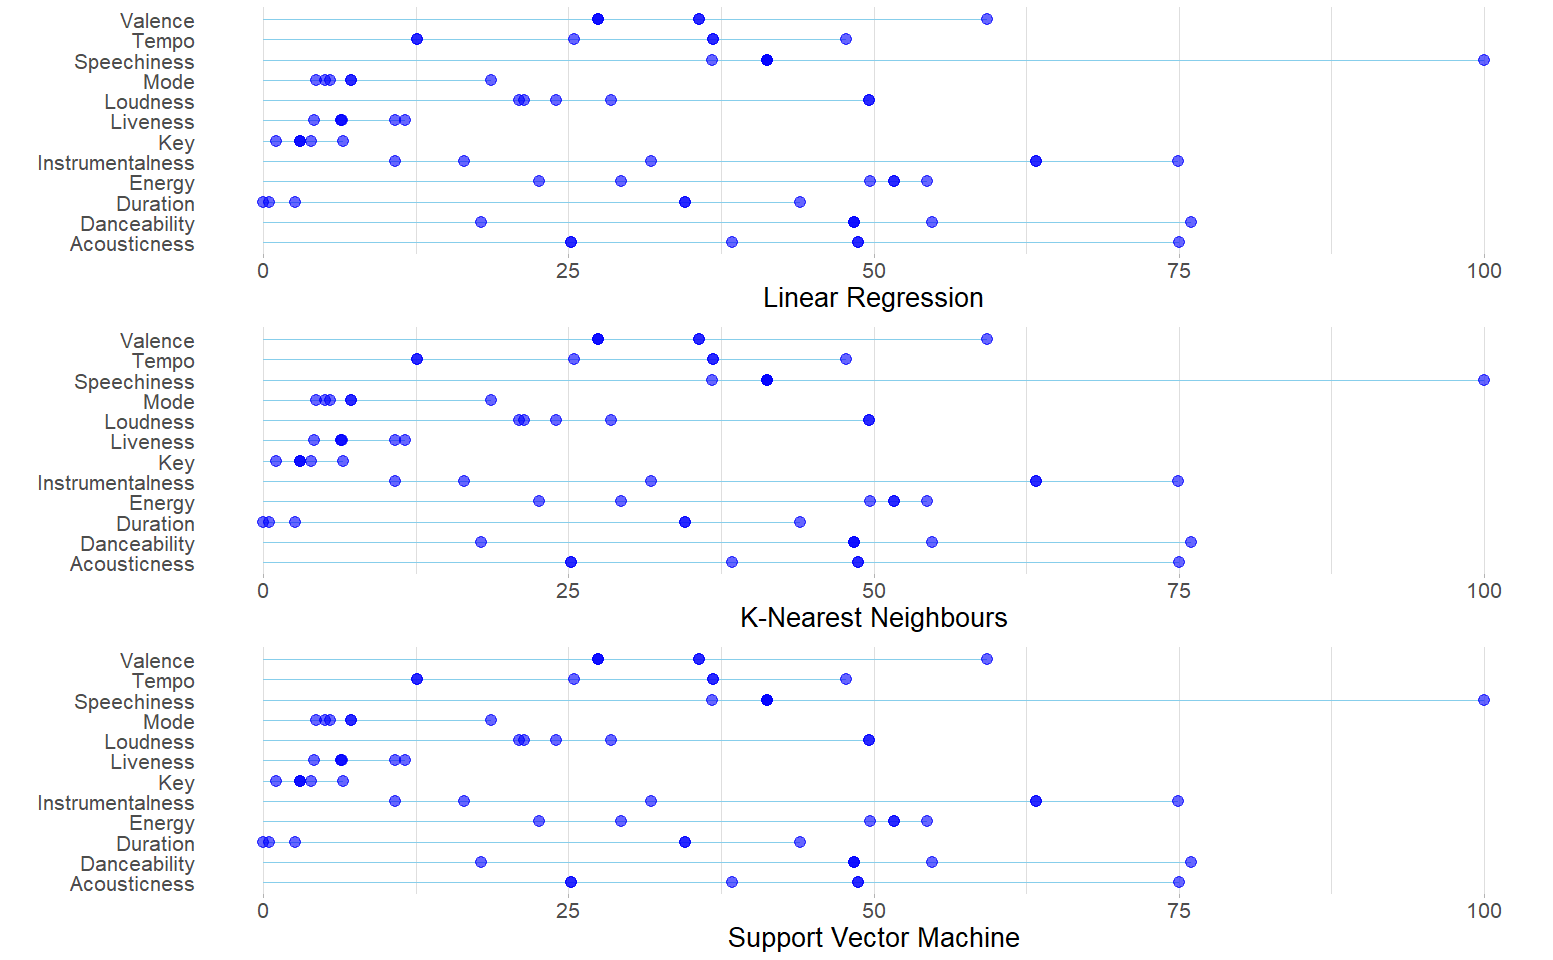 Valence
Tempo
Speechiness
Mode
Loudness
Liveness
Key
Instrumentalness
Energy
Duration
Danceability
Acousticness
0 25 50 75 100
Linear Regression
Valence
Tempo
Speechiness
Mode
Loudness
Liveness
Key
Instrumentalness
Energy
Duration
Danceability
Acousticness
0 25 50 75 100
K-Nearest Neighbours
Valence
Tempo
Speechiness
Mode
Loudness
Liveness
Key
Instrumentalness
Energy
Duration
Danceability
Acousticness
0 25 50 75 100
Support Vector Machine